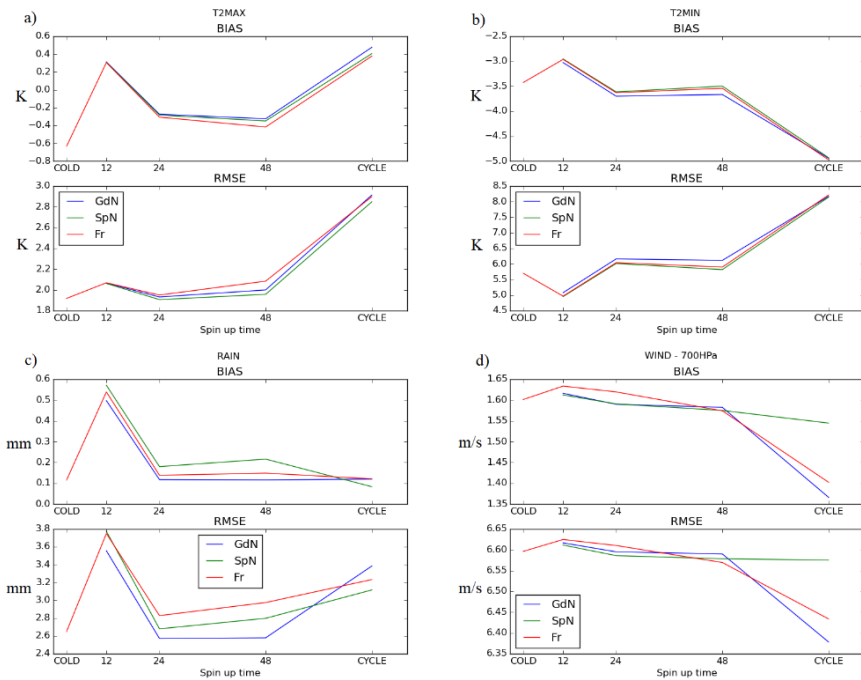 a)
T2MAX
BIAS
0.6
0.4
0.2
0.0
−0.2
−0.4
−0.6
−0.8
K
COLD 12 24 48 CYCLE
RMSE
3.0
2.8
2.6
2.4
2.2
2.0
1.8
K
GdN
SpN
Fr
COLD 12 24 48 CYCLE
Spin up time
b)
T2MIN
BIAS
−2.5
−3.0
−3.5
−4.0
−4.5
−5.0
K
COLD 12 24 48 CYCLE
RMSE
8.5
8.0
7.5
7.0
6.5
6.0
5.5
5.0
4.5
K
GdN
SpN
Fr
COLD 12 24 48 CYCLE
Spin up time
c)
RAIN
BIAS
0.6
0.5
0.4
0.3
0.2
0.1
0.0
mm
COLD 12 24 48 CYCLE
RMSE
3.8
3.6
3.4
3.2
3.0
2.8
2.6
2.4
mm
GdN
SpN
Fr
COLD 12 24 48 CYCLE
Spin up time
d)
WIND - 700HPa
BIAS
1.65
1.60
1.55
1.50
1.45
1.40
1.35
m/s
COLD 12 24 48 CYCLE
RMSE
6.65
6.60
6.55
6.50
6.45
6.40
6.35
m/s
GdN
SpN
Fr
COLD 12 24 48 CYCLE
Spin up time